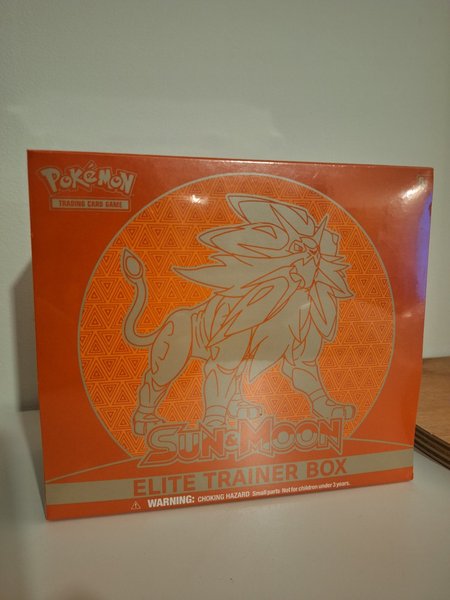 POKéMON
TRADING CARD GAME
SUN & MOON
ELITE TRAINER BOX
WARNING: CHOKING HAZARD Small parts Not for children under 3 years.